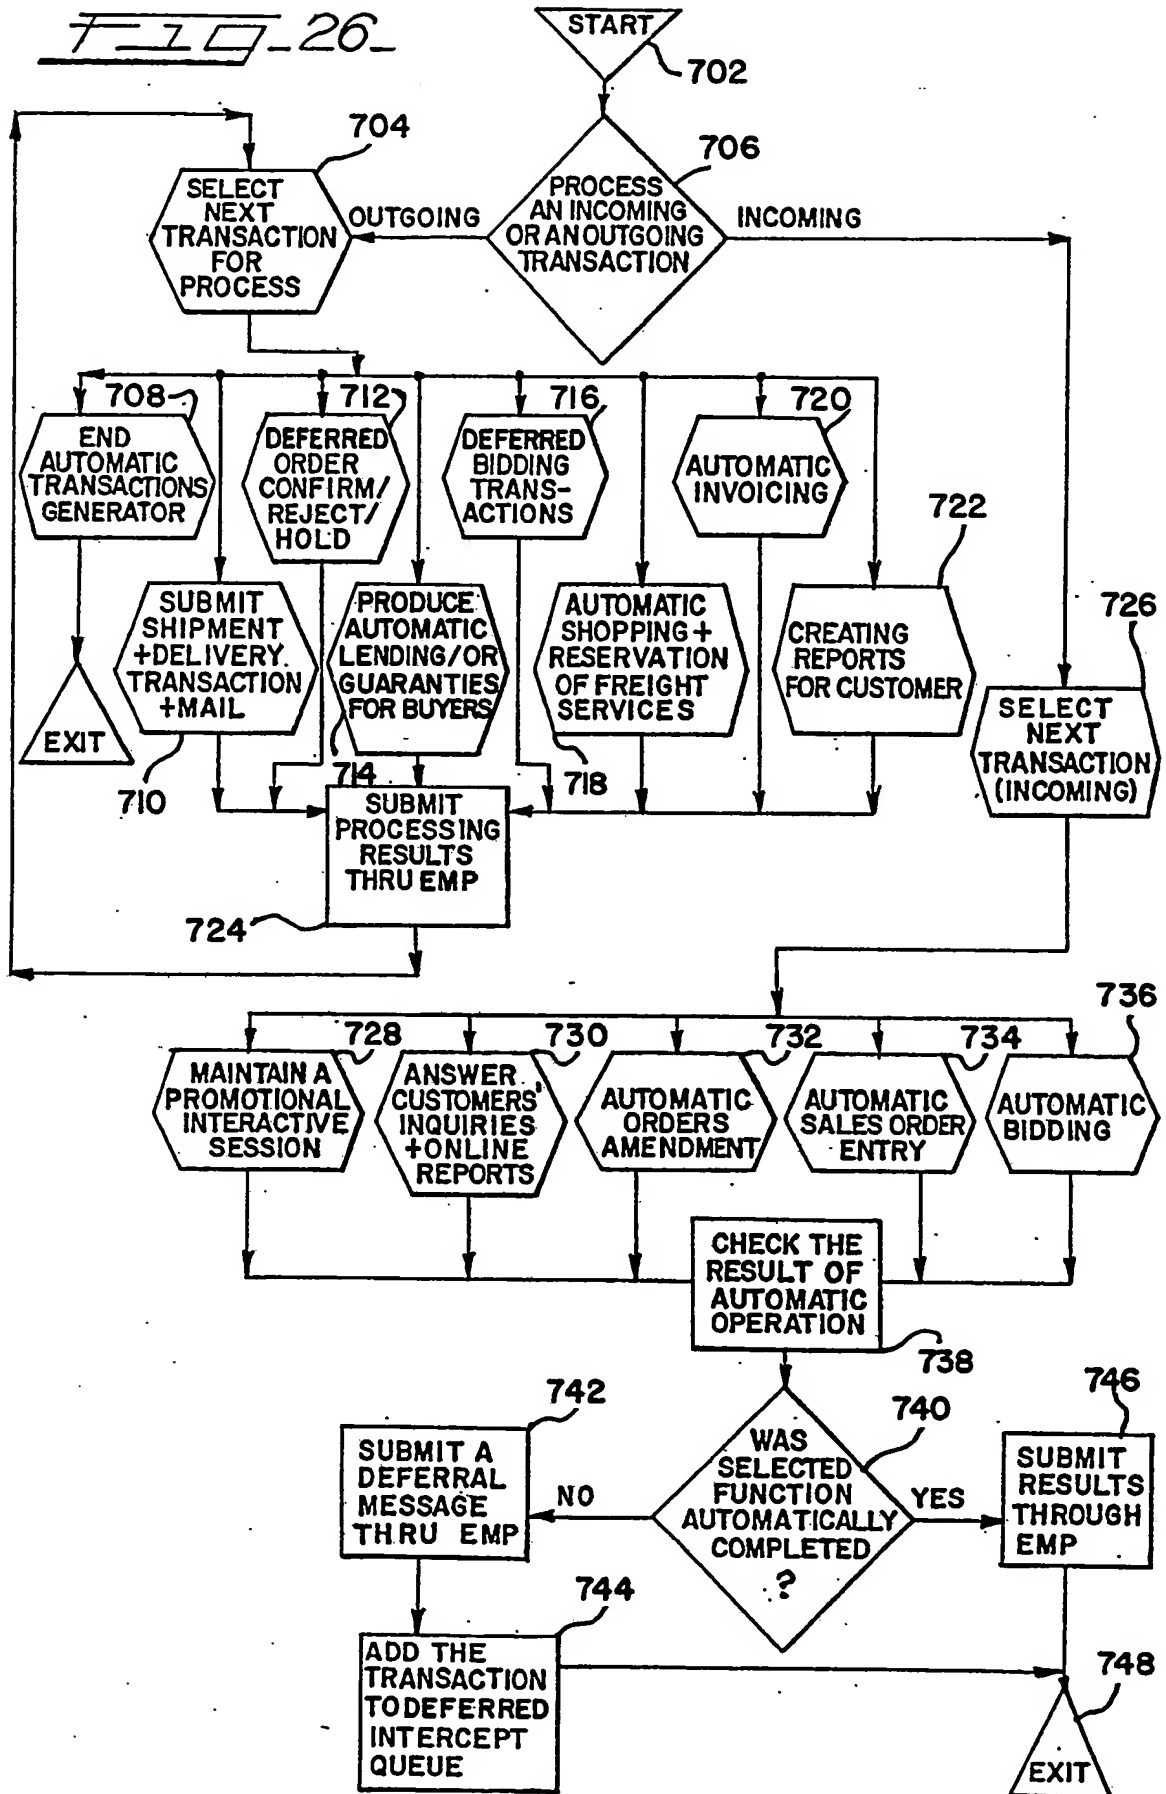 FIG_26_
START
702
704
706
SELECT
NEXT
TRANSACTION
FOR
PROCESS
OUTGOING
PROCESS
AN INCOMING
OR AN OUTGOING
TRANSACTION
INCOMING
708
END
AUTOMATIC
TRANSACTIONS
GENERATOR
712
DEFERRED
ORDER
CONFIRM/
REJECT/
HOLD
716
DEFERRED
BIDDING
TRANS-
ACTIONS
720
AUTOMATIC
INVOICING
722
726
EXIT
SUBMIT
SHIPMENT
+DELIVERY.
TRANSACTION
+MAIL
710
PRODUCE
AUTOMATIC
LENDING/OR
GUARANTIES
FOR BUYERS
714
AUTOMATIC
SHOPPING+
RESERVATION
OF FREIGHT
SERVICES
718
CREATING
REPORTS
FOR CUSTOMER
SELECT
NEXT
TRANSACTION
(INCOMING)
SUBMIT
PROCESSING
RESULTS
THRU EMP
724
728
MAINTAIN A
PROMOTIONAL
INTERACTIVE
SESSION
730
ANSWER
CUSTOMERS'
INQUIRIES
+ONLINE
REPORTS
732
AUTOMATIC
ORDERS
AMENDMENT
734
AUTOMATIC
SALES ORDER
ENTRY
736
AUTOMATIC
BIDDING
CHECK THE
RESULT OF
AUTOMATIC
OPERATION
738
742
SUBMIT A
DEFERRAL
MESSAGE
THRU EMP
NO
740
WAS
SELECTED
FUNCTION
AUTOMATICALLY
COMPLETED
?
YES
746
SUBMIT
RESULTS
THROUGH
EMP
744
ADD THE
TRANSACTION
TO DEFERRED
INTERCEPT
QUEUE
748
EXIT